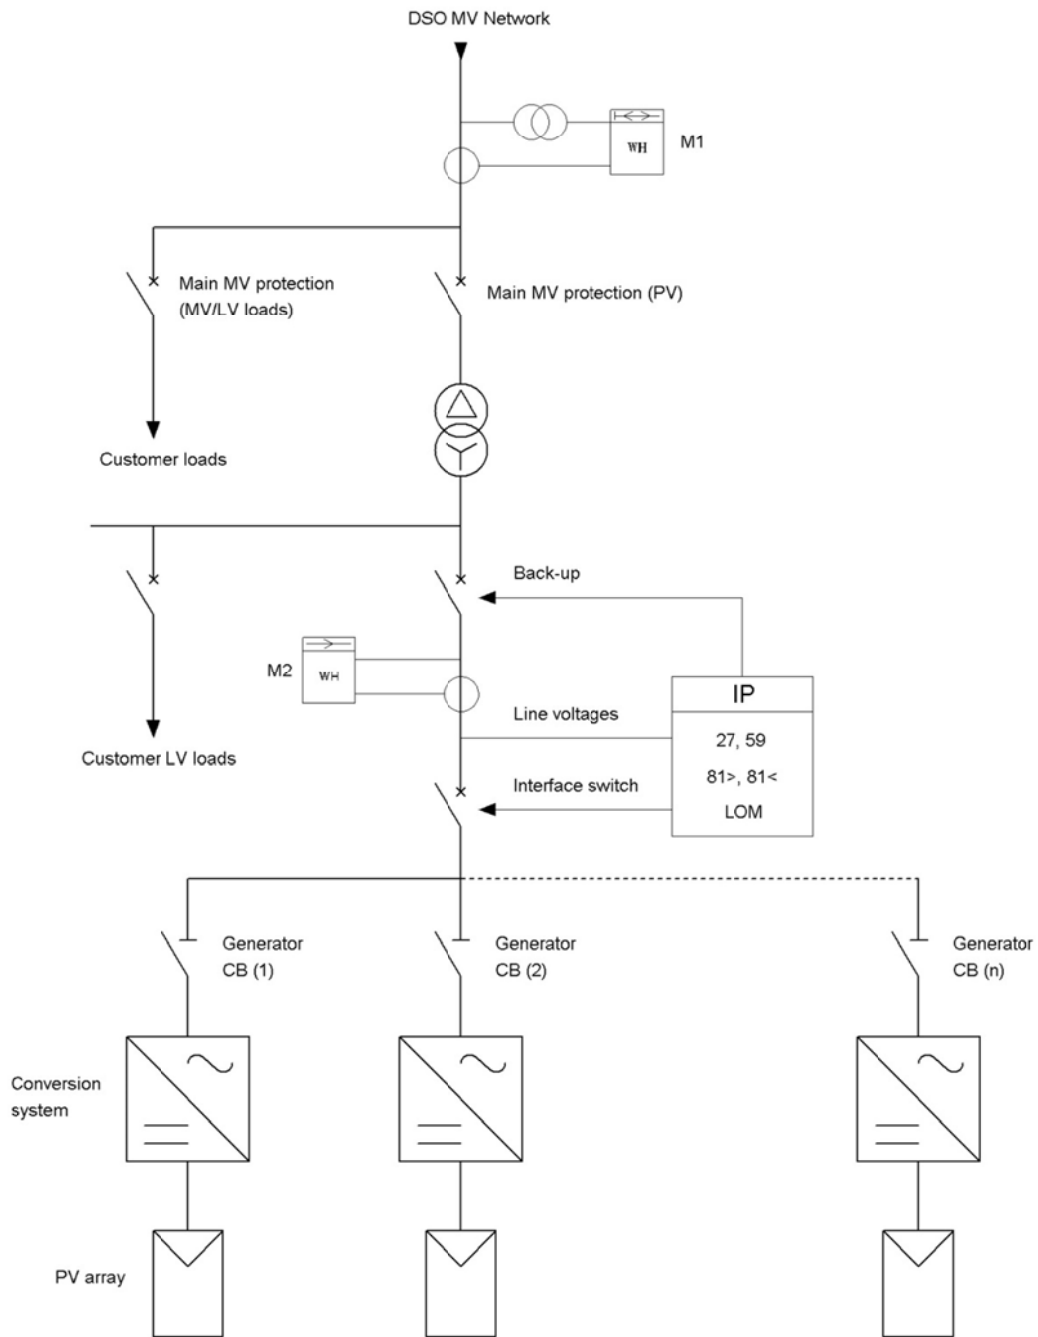 DSO MV Network
WH
M1
Main MV protection
(MV/LV loads)
Main MV protection (PV)
Customer loads
Back-up
M2
WH
IP
Line voltages
27, 59
Customer LV loads
81>, 81<
Interface switch
LOM
Generator
CB (1)
Generator
CB (2)
Generator
CB (n)
Conversion
system
PV array